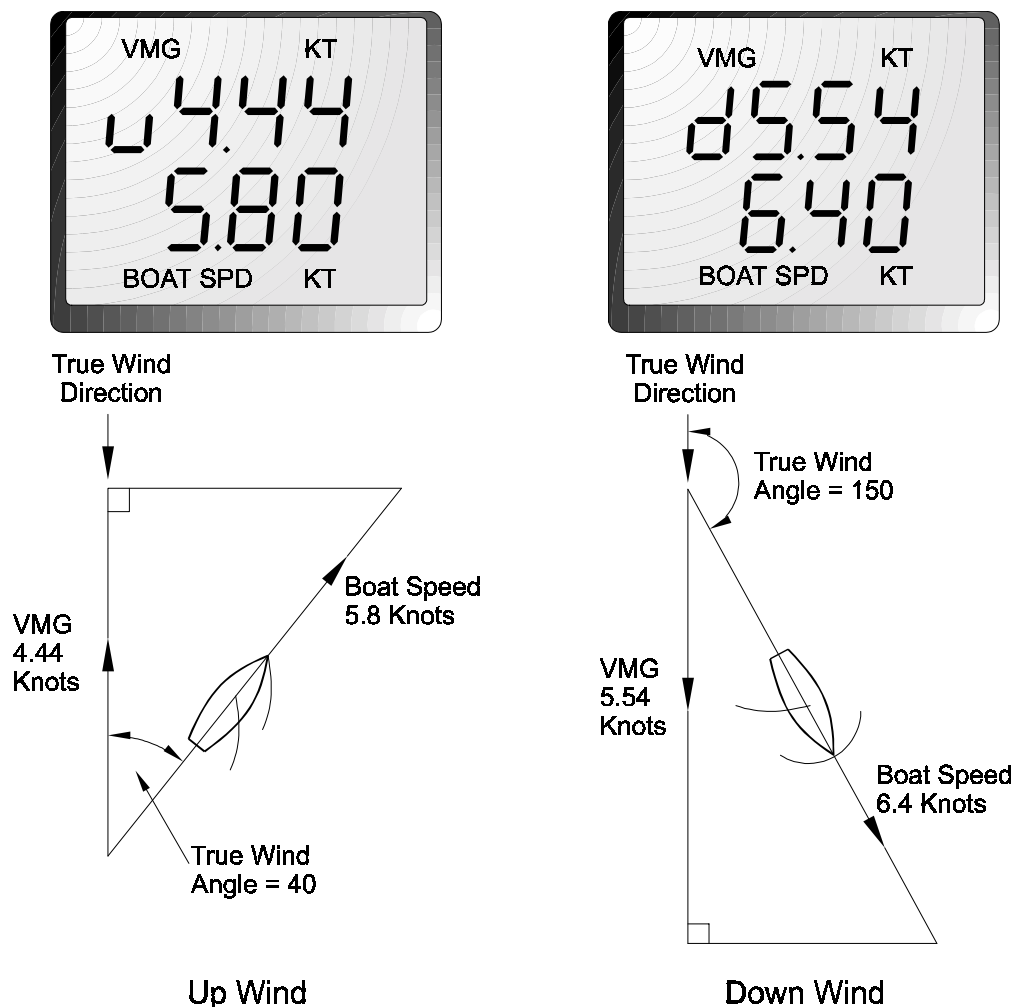 VMG KT
u4.44
5.80
BOAT SPD KT
VMG KT
d5.54
6.40
BOAT SPD KT
True Wind
Direction
VMG
4.44
Knots
Boat Speed
5.8 Knots
True Wind
Angle = 40
Up Wind
True Wind
Direction
True Wind
Angle = 150
VMG
5.54
Knots
Boat Speed
6.4 Knots
Down Wind